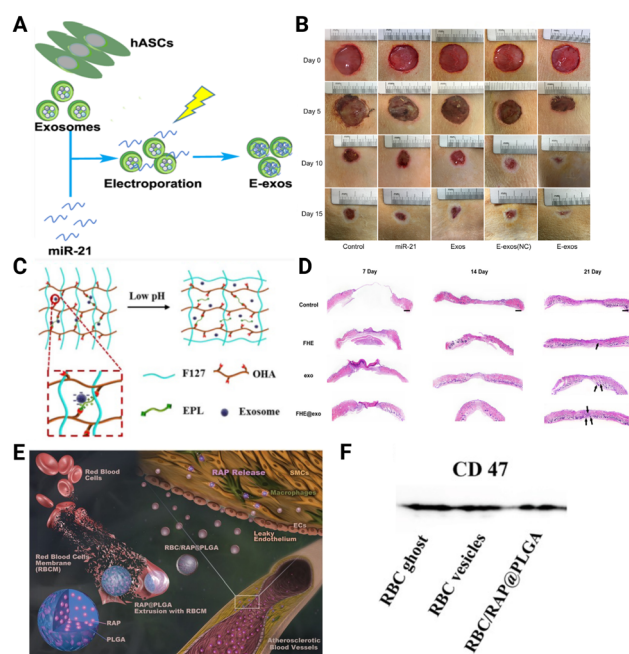 A
hASCs
Exosomes
Electroporation
E-exos
miR-21
B
Day 0
Day 5
Day 10
Day 15
Control
miR-21
Exos
E-exos(NC)
E-exos
C
Low pH
F127
OHA
EPL
Exosome
D
7 Day
14 Day
21 Day
Control
FHE
exo
FHE@exo
E
Red Blood
Cells
RAP Release
SMCs
Macrophages
ECs
Leaky
Endothelium
RBC/RAP@PLGA
Red Blood Cells
Membrane
(RBCM)
RAP@PLGA
Extrusion with RBCM
RAP
PLGA
Atherosclerotic
Blood Vessels
F
CD 47
RBC ghost
RBC vesicles
RBC/RAP@PLGA